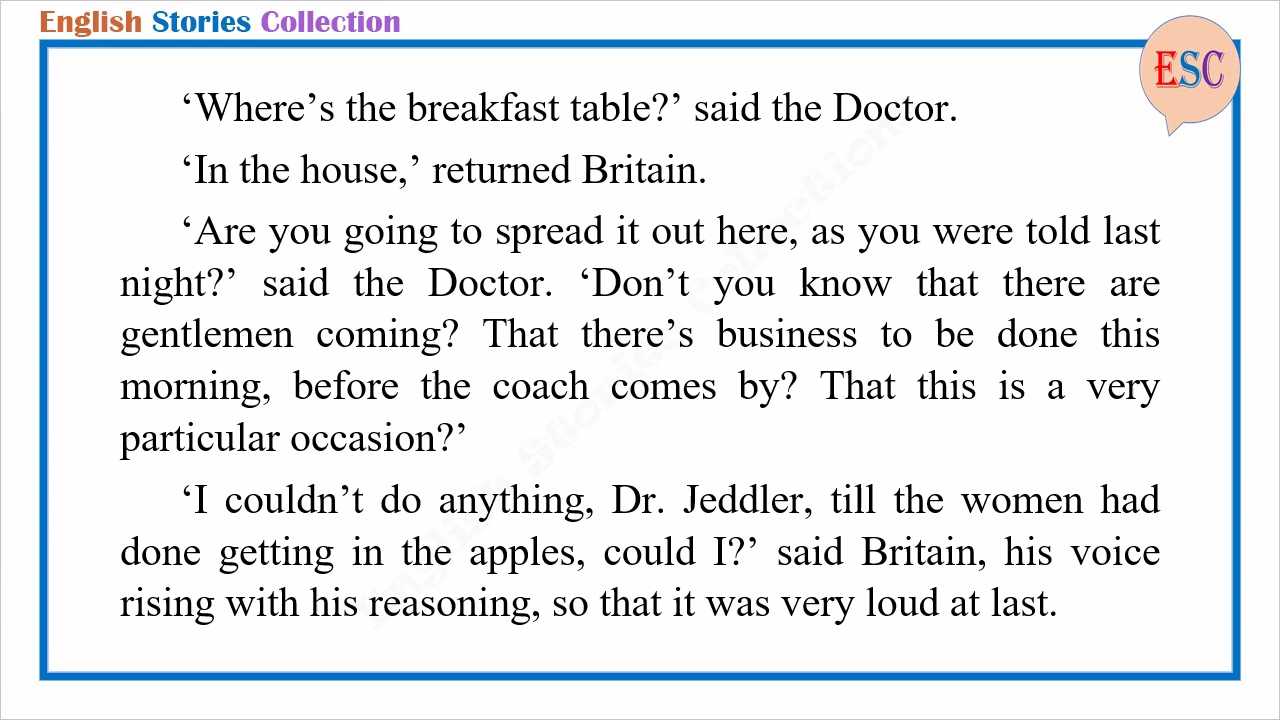 English Stories Collection
ESC
‘Where’s the breakfast table?’ said the Doctor.
‘In the house,’ returned Britain.
‘Are you going to spread it out here, as you were told last
night?’ said the Doctor. ‘Don’t you know that there are
gentlemen coming? That there’s business to be done this
morning, before the coach comes by? That this is a very
particular occasion?’
‘I couldn’t do anything, Dr. Jeddler, till the women had
done getting in the apples, could I?’ said Britain, his voice
rising with his reasoning, so that it was very loud at last.
English Stories Collection